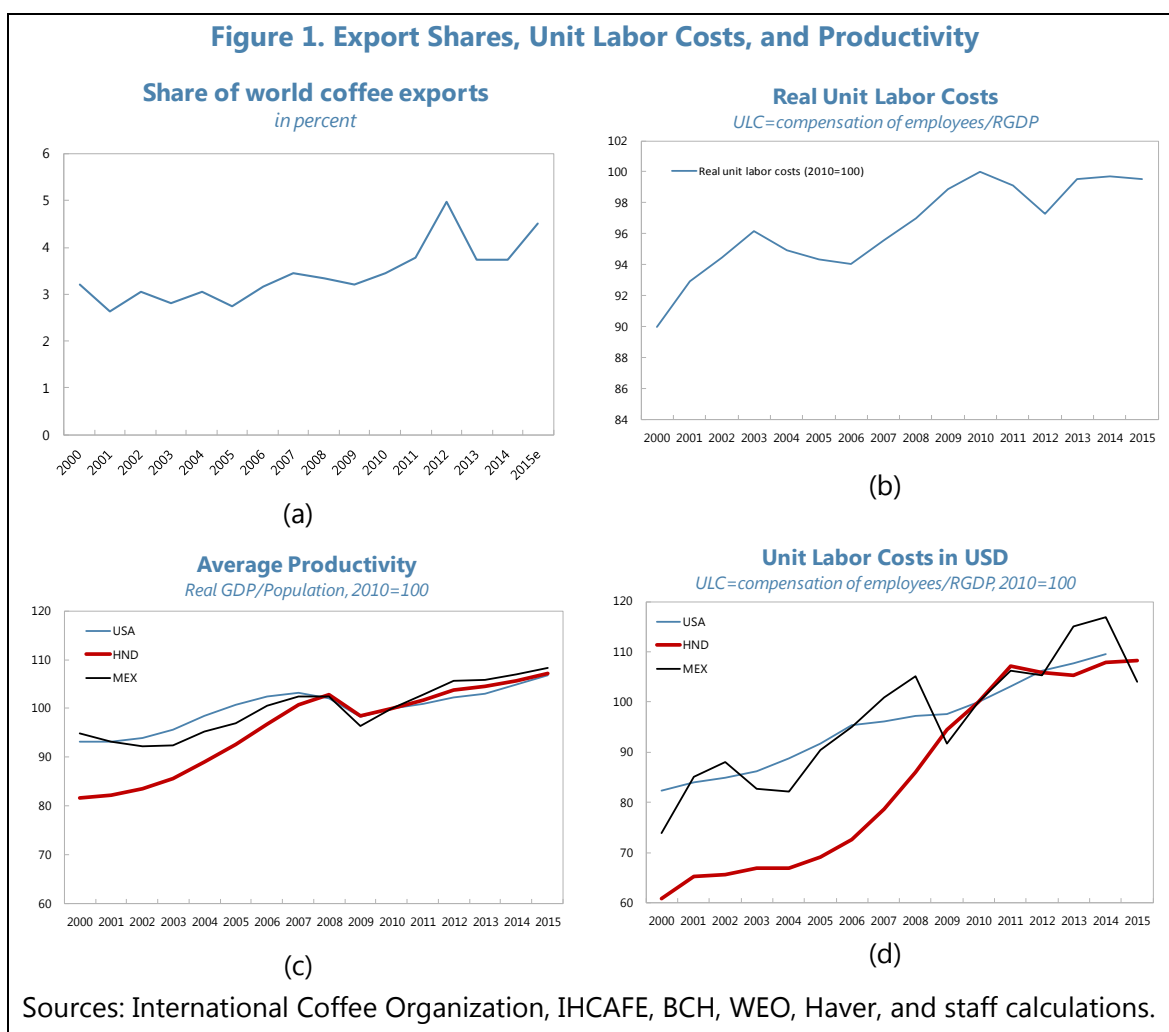 Figure 1. Export Shares, Unit Labor Costs, and Productivity
Share of world coffee exports
in percent
6
5
4
3
2
1
0
2000 2001 2002 2003 2004 2005 2006 2007 2008 2009 2010 2011 2012 2013 2014 2015e
(a)
Real Unit Labor Costs
ULC=compensation of employees/RGDP
102
100
98
96
94
92
90
88
86
84
Real unit labor costs (2010=100)
2000 2001 2002 2003 2004 2005 2006 2007 2008 2009 2010 2011 2012 2013 2014 2015
(b)
Average Productivity
Real GDP/Population, 2010=100
120
110
100
90
80
70
60
USA
HND
MEX
2000 2001 2002 2003 2004 2005 2006 2007 2008 2009 2010 2011 2012 2013 2014 2015
(c)
Unit Labor Costs in USD
ULC=compensation of employees/RGDP, 2010=100
120
110
100
90
80
70
60
USA
HND
MEX
2000 2001 2002 2003 2004 2005 2006 2007 2008 2009 2010 2011 2012 2013 2014 2015
(d)
Sources: International Coffee Organization, IHCAFE, BCH, WEO, Haver, and staff calculations.